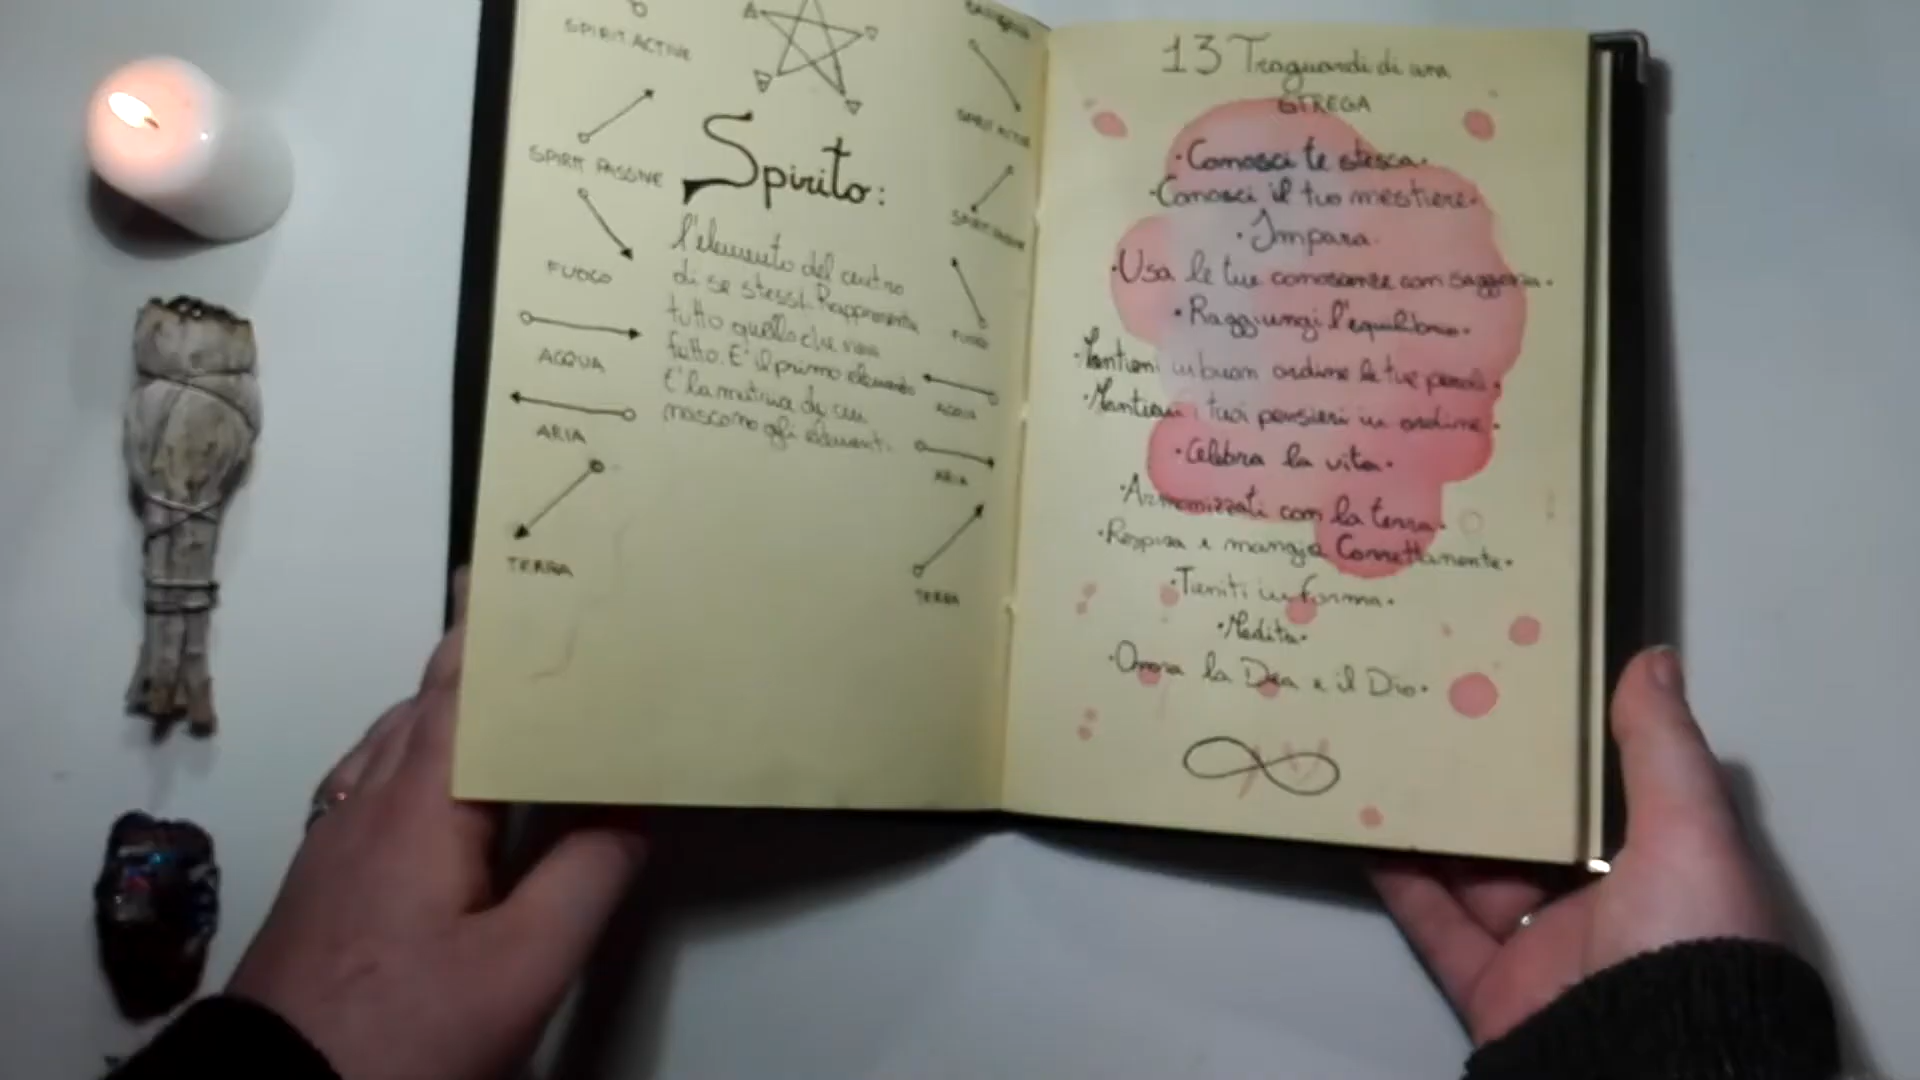 SPIRIT ACTIVE
SPIRIT PASSIVE
FUOCO
ACQUA
ARIA
TERRA
Spirito:
l'elemento del centro
di se stessi. Rappresenta
tutto quello che viene
fatto. E' il primo elemento
E' la matrice da cui
nascono gli elementi.
SPIRIT ACTIVE
SPIRIT PASSIVE
FUOCO
ACQUA
ARIA
TERRA
13 Traguardi di una
STREGA
•Conosci te stesca•
•Conosci il tuo mestiere•
•Impara•
•Usa le tue conoscenze con saggezza•
•Raggiungi l'equilibrio•
•Mantieni in buon ordine le tue parole•
•Mantieni i tuoi pensieri in ordine•
•Celebra la vita•
•Armonizzati con la terra•
•Respira e mangia Correttamente•
•Tieniti in forma•
•Medita•
•Onora la Dea e il Dio•